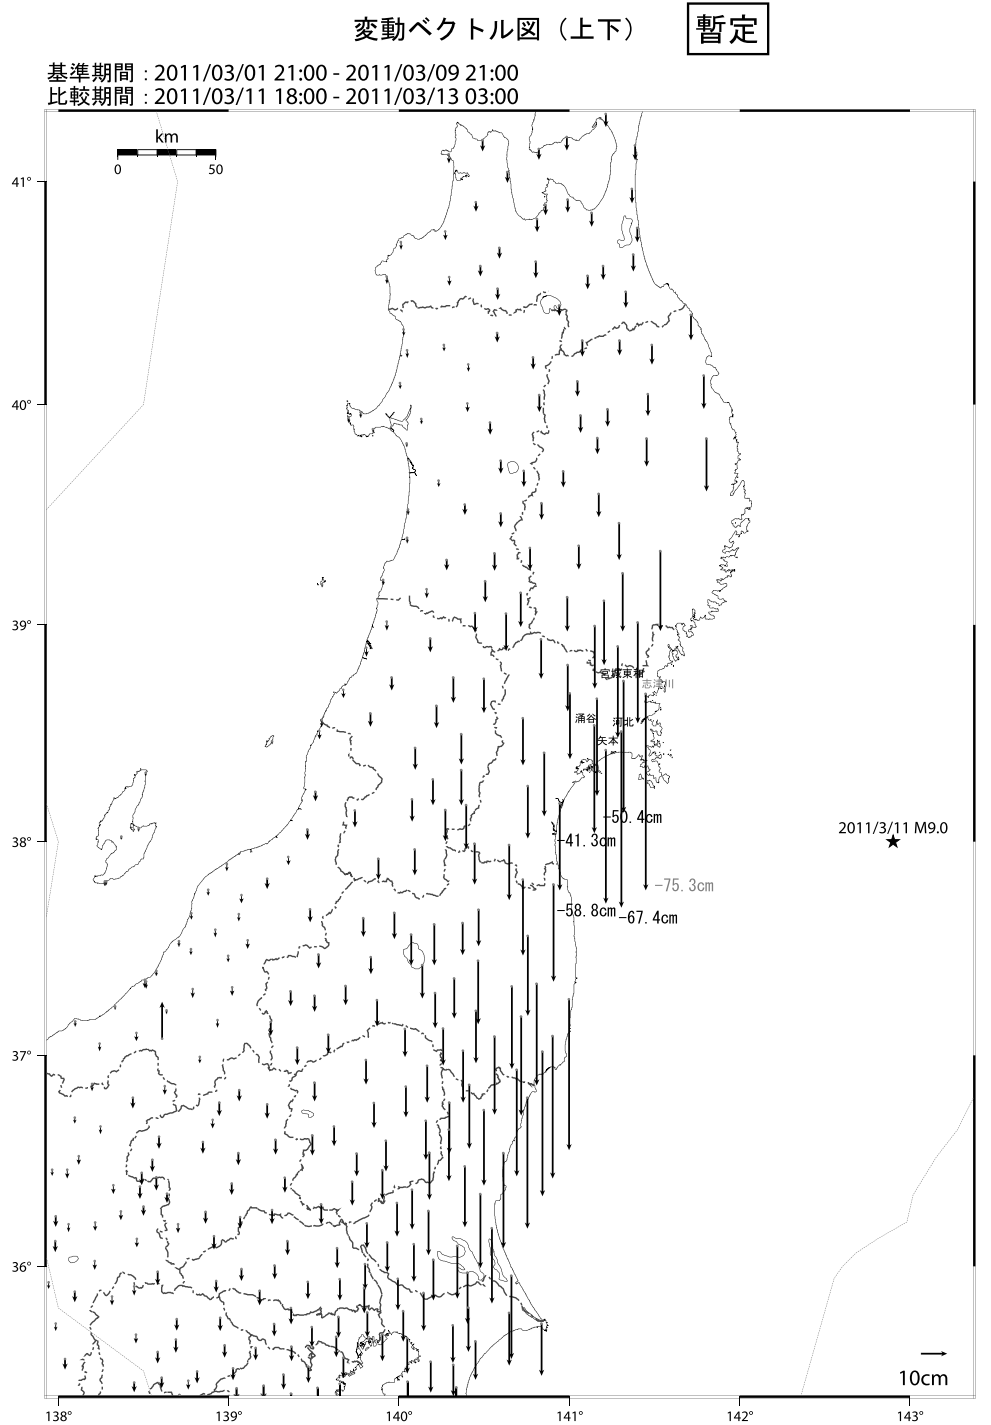 変動ベクトル図（上下）
暫定
基準期間 : 2011/03/01 21:00 - 2011/03/09 21:00
比較期間 : 2011/03/11 18:00 - 2011/03/13 03:00
km
0 50
41°
40°
39°
宮城東和
志津川
涌谷 河北
矢本
-50.4cm
2011/3/11 M9.0
38°
-41.3cm
-75.3cm
-58.8cm
-67.4cm
37°
36°
10cm
138° 139° 140° 141° 142° 143°